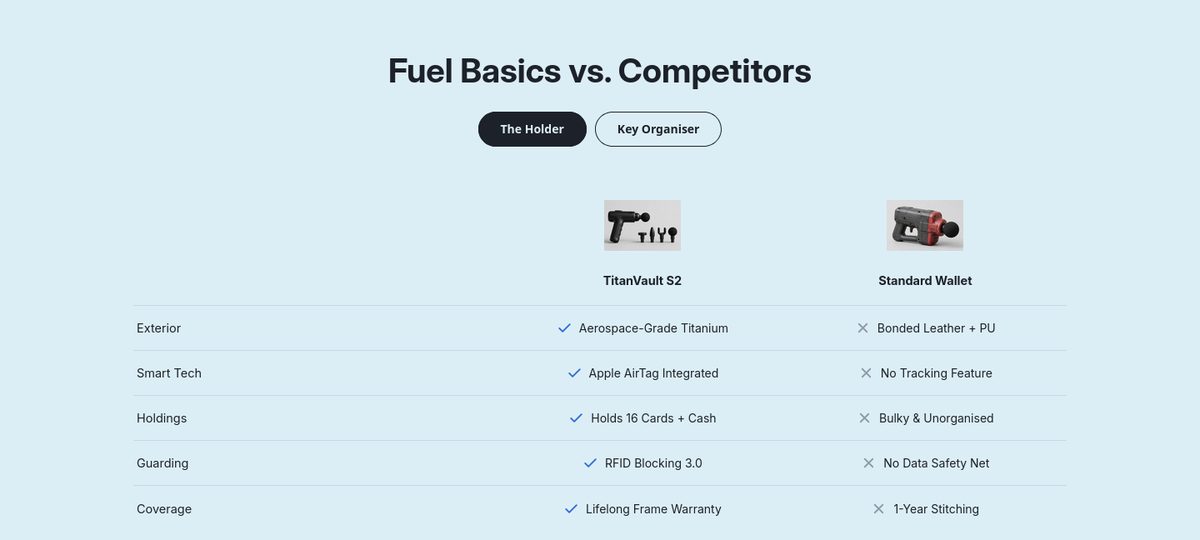 Fuel Basics vs. Competitors
The Holder
Key Organiser
TitanVault S2
Standard Wallet
Exterior
Aerospace-Grade Titanium
Bonded Leather + PU
Smart Tech
Apple AirTag Integrated
No Tracking Feature
Holdings
Holds 16 Cards + Cash
Bulky & Unorganised
Guarding
RFID Blocking 3.0
No Data Safety Net
Coverage
Lifelong Frame Warranty
1-Year Stitching